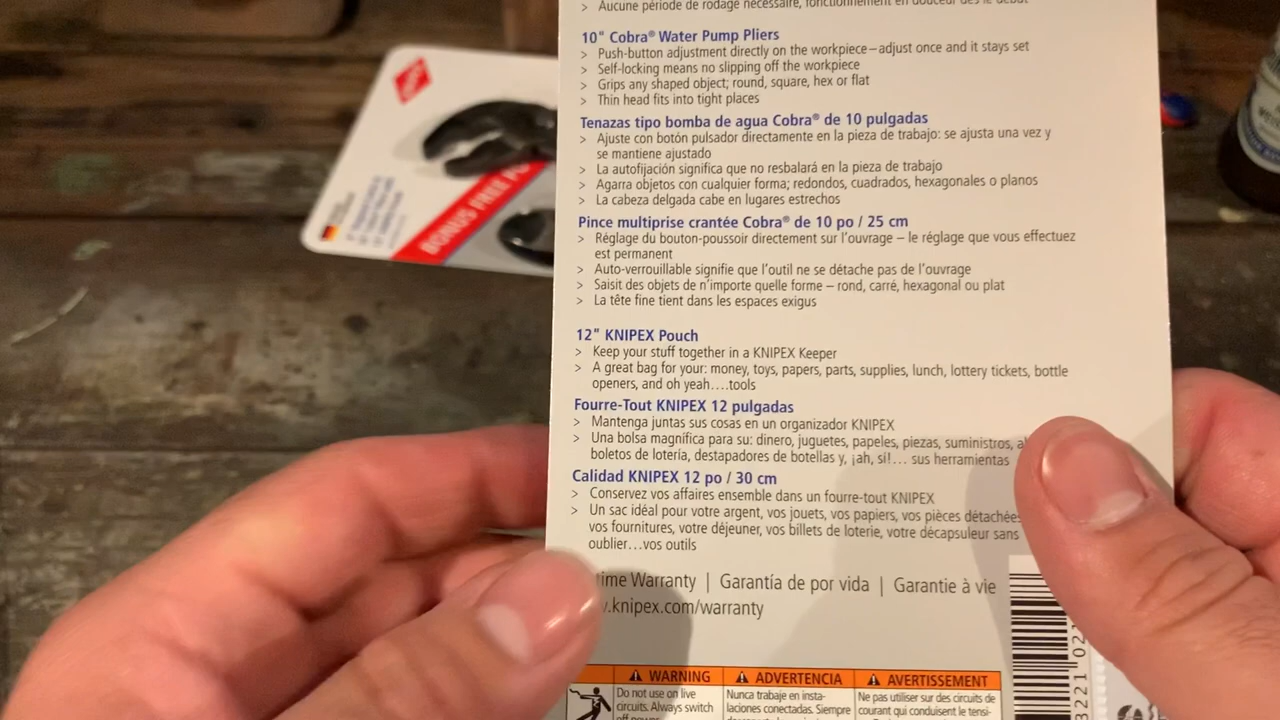 > Aucune période de rodage nécessaire, fonctionnement en douceur dès le début
10" Cobra® Water Pump Pliers
> Push-button adjustment directly on the workpiece–adjust once and it stays set
> Self-locking means no slipping off the workpiece
> Grips any shaped object; round, square, hex or flat
> Thin head fits into tight places
Tenazas tipo bomba de agua Cobra® de 10 pulgadas
> Ajuste con botón pulsador directamente en la pieza de trabajo: se ajusta una vez y
se mantiene ajustado
> La autofijación significa que no resbalará en la pieza de trabajo
> Agarra objetos con cualquier forma; redondos, cuadrados, hexagonales o planos
> La cabeza delgada cabe en lugares estrechos
Pince multiprise crantée Cobra® de 10 po / 25 cm
> Réglage du bouton-poussoir directement sur l'ouvrage – le réglage que vous effectuez
est permanent
> Auto-verrouillable signifie que l'outil ne se détache pas de l'ouvrage
> Saisit des objets de n'importe quelle forme – rond, carré, hexagonal ou plat
> La tête fine tient dans les espaces exigus
12" KNIPEX Pouch
> Keep your stuff together in a KNIPEX Keeper
> A great bag for your: money, toys, papers, parts, supplies, lunch, lottery tickets, bottle
openers, and oh yeah....tools
Fourre-Tout KNIPEX 12 pulgadas
> Mantenga juntas sus cosas en un organizador KNIPEX
> Una bolsa magnífica para su: dinero, juguetes, papeles, piezas, suministros, al
boletos de lotería, destapadores de botellas y, ¡ah, sí!... sus herramientas
Calidad KNIPEX 12 po / 30 cm
> Conservez vos affaires ensemble dans un fourre-tout KNIPEX
> Un sac idéal pour votre argent, vos jouets, vos papiers, vos pièces détachées
vos fournitures, votre déjeuner, vos billets de loterie, votre décapsuleur sans
oublier...vos outils
ime Warranty | Garantía de por vida | Garantie à vie
.knipex.com/warranty
WARNING
Do not use on live
circuits. Always switch
off power
ADVERTENCIA
Nunca trabaje en insta-
laciones conectadas. Siempre
AVERTISSEMENT
Ne pas utiliser sur des circuits de
courant qui conduisent le tensi-
BONUS FREE